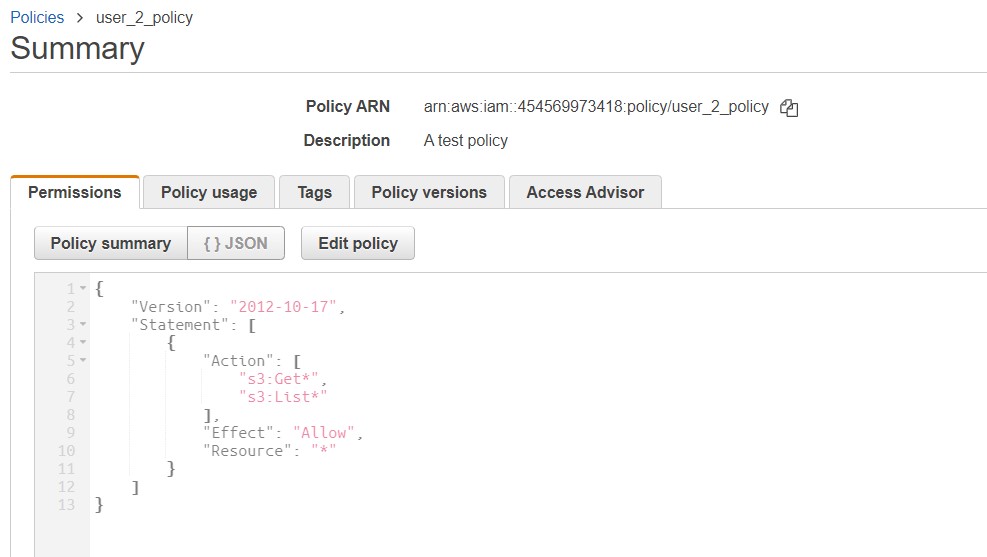 Policies > user_2_policy
Summary
Policy ARN arn:aws:iam::454569973418:policy/user_2_policy
Description A test policy
Permissions Policy usage Tags Policy versions Access Advisor
Policy summary { } JSON Edit policy
1 {
2     "Version": "2012-10-17",
3     "Statement": [
4         {
5             "Action": [
6                 "s3:Get*",
7                 "s3:List*"
8             ],
9             "Effect": "Allow",
10             "Resource": "*"
11         }
12     ]
13 }